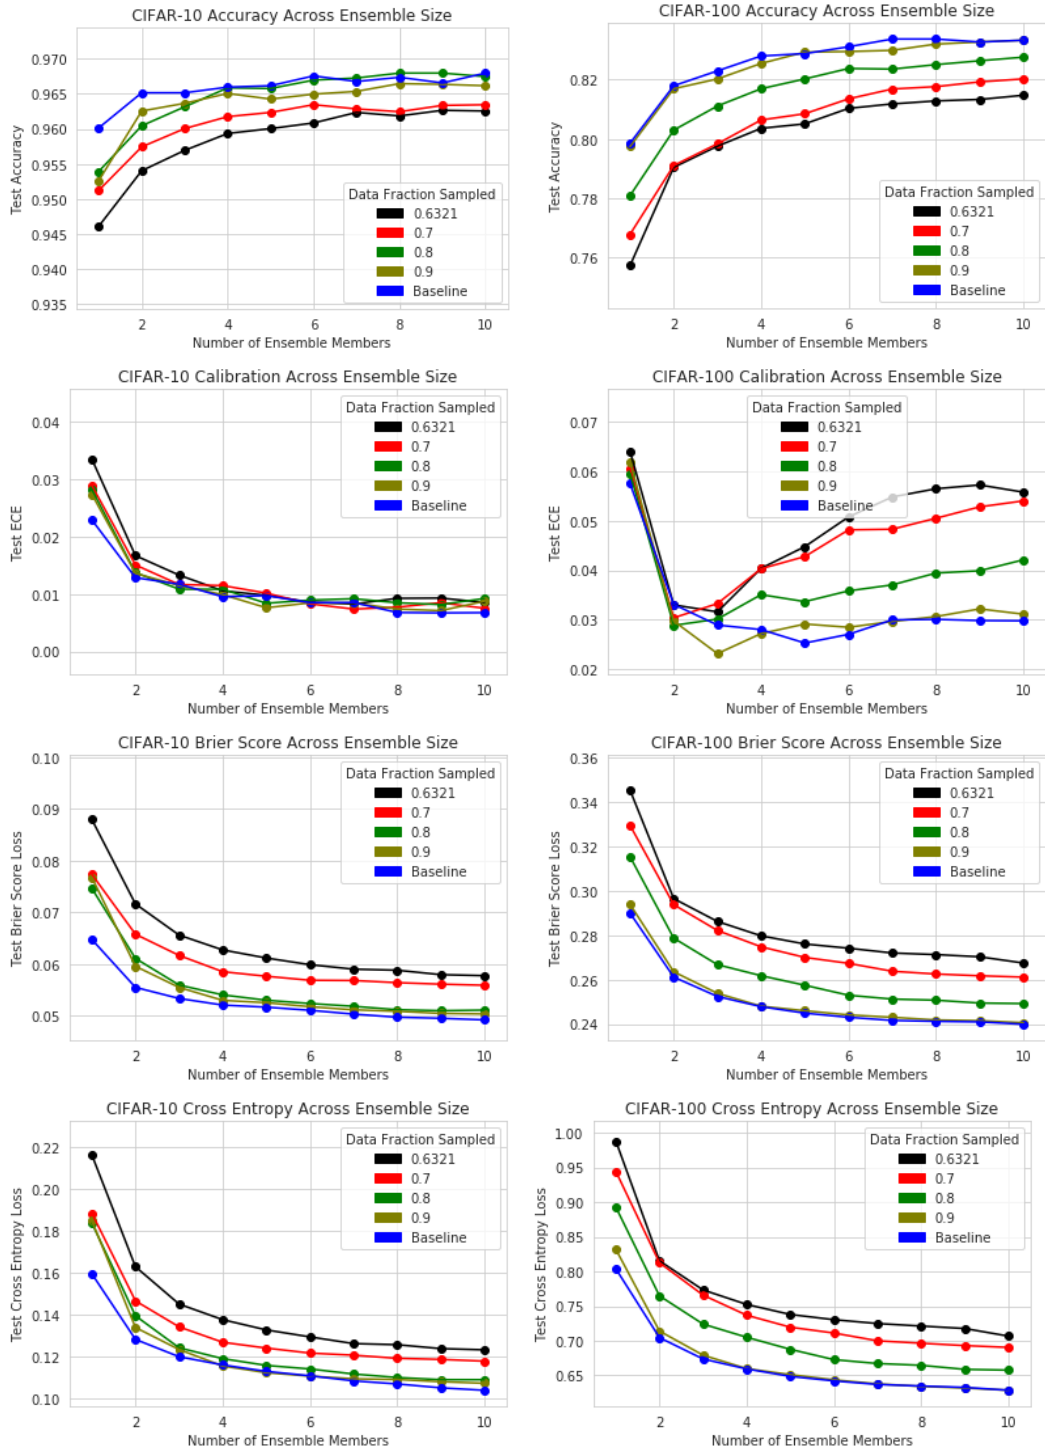 CIFAR-10 Accuracy Across Ensemble Size
Test Accuracy
0.970
0.965
0.960
0.955
0.950
0.945
0.940
0.935
Data Fraction Sampled
0.6321
0.7
0.8
0.9
Baseline
2 4 6 8 10
Number of Ensemble Members
CIFAR-100 Accuracy Across Ensemble Size
Test Accuracy
0.82
0.80
0.78
0.76
Data Fraction Sampled
0.6321
0.7
0.8
0.9
Baseline
2 4 6 8 10
Number of Ensemble Members
CIFAR-10 Calibration Across Ensemble Size
Test ECE
0.04
0.03
0.02
0.01
0.00
Data Fraction Sampled
0.6321
0.7
0.8
0.9
Baseline
2 4 6 8 10
Number of Ensemble Members
CIFAR-100 Calibration Across Ensemble Size
Test ECE
0.07
0.06
0.05
0.04
0.03
0.02
Data Fraction Sampled
0.6321
0.7
0.8
0.9
Baseline
2 4 6 8 10
Number of Ensemble Members
CIFAR-10 Brier Score Across Ensemble Size
Test Brier Score Loss
0.10
0.09
0.08
0.07
0.06
0.05
Data Fraction Sampled
0.6321
0.7
0.8
0.9
Baseline
2 4 6 8 10
Number of Ensemble Members
CIFAR-100 Brier Score Across Ensemble Size
Test Brier Score Loss
0.36
0.34
0.32
0.30
0.28
0.26
0.24
Data Fraction Sampled
0.6321
0.7
0.8
0.9
Baseline
2 4 6 8 10
Number of Ensemble Members
CIFAR-10 Cross Entropy Across Ensemble Size
Test Cross Entropy Loss
0.22
0.20
0.18
0.16
0.14
0.12
0.10
Data Fraction Sampled
0.6321
0.7
0.8
0.9
Baseline
2 4 6 8 10
Number of Ensemble Members
CIFAR-100 Cross Entropy Across Ensemble Size
Test Cross Entropy Loss
1.00
0.95
0.90
0.85
0.80
0.75
0.70
0.65
Data Fraction Sampled
0.6321
0.7
0.8
0.9
Baseline
2 4 6 8 10
Number of Ensemble Members